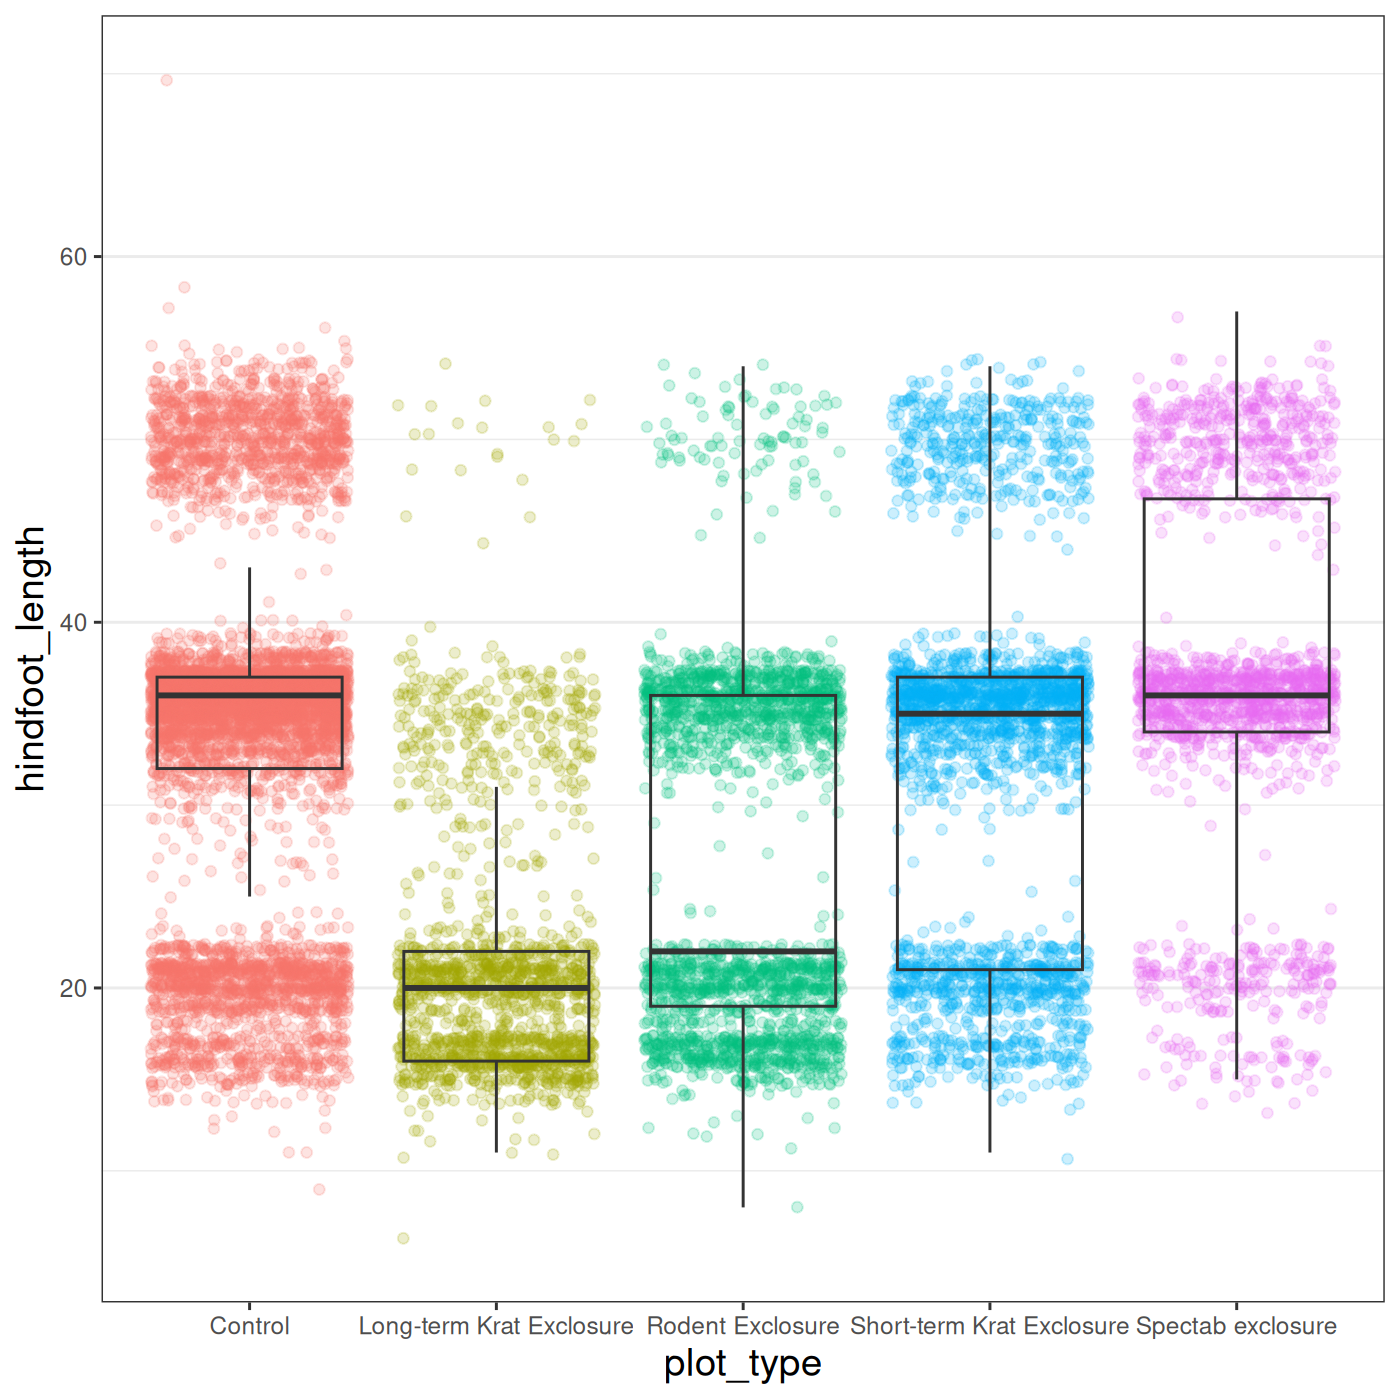 60
40
20
hindfoot_length
Control Long-term Krat Exclosure Rodent Exclosure Short-term Krat Exclosure Spectab exclosure
plot_type